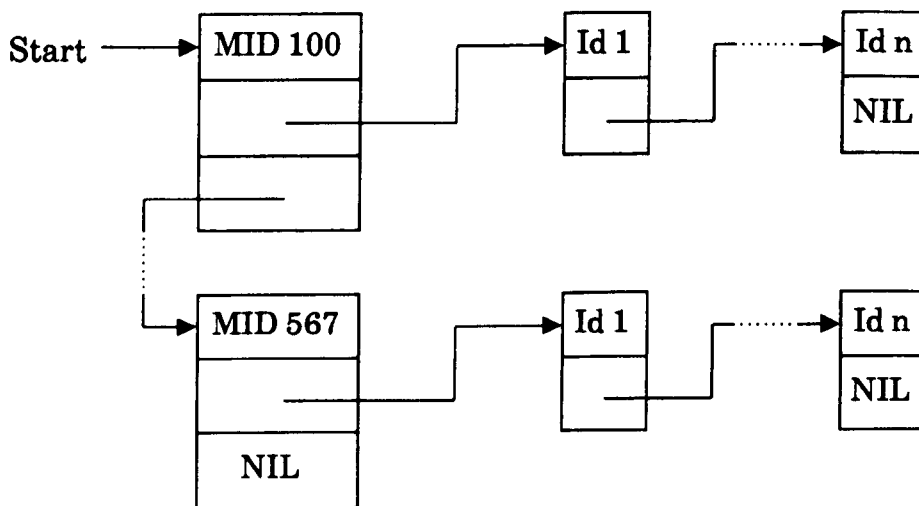 Start
MID 100
Id 1
Id n
NIL
MID 567
Id 1
Id n
NIL
NIL